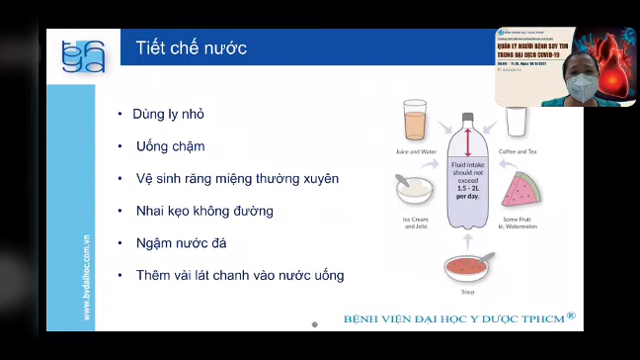 Tiết chế nước
QUẢN LÝ NGƯỜI BỆNH SUY TIM
TRONG ĐẠI DỊCH COVID-19
Dùng ly nhỏ
Uống chậm
Vệ sinh răng miệng thường xuyên
Nhai kẹo không đường
Ngậm nước đá
Thêm vài lát chanh vào nước uống
Juice and Water
Coffee and Tea
Fluid intake
should not
exceed
1.5 - 2L
per day.
Ice Cream
and Jello
Some Fruit
ie. Watermelon
Soup
www.bvdaihoc.com.vn
BỆNH VIỆN ĐẠI HỌC Y DƯỢC TPHCM ®